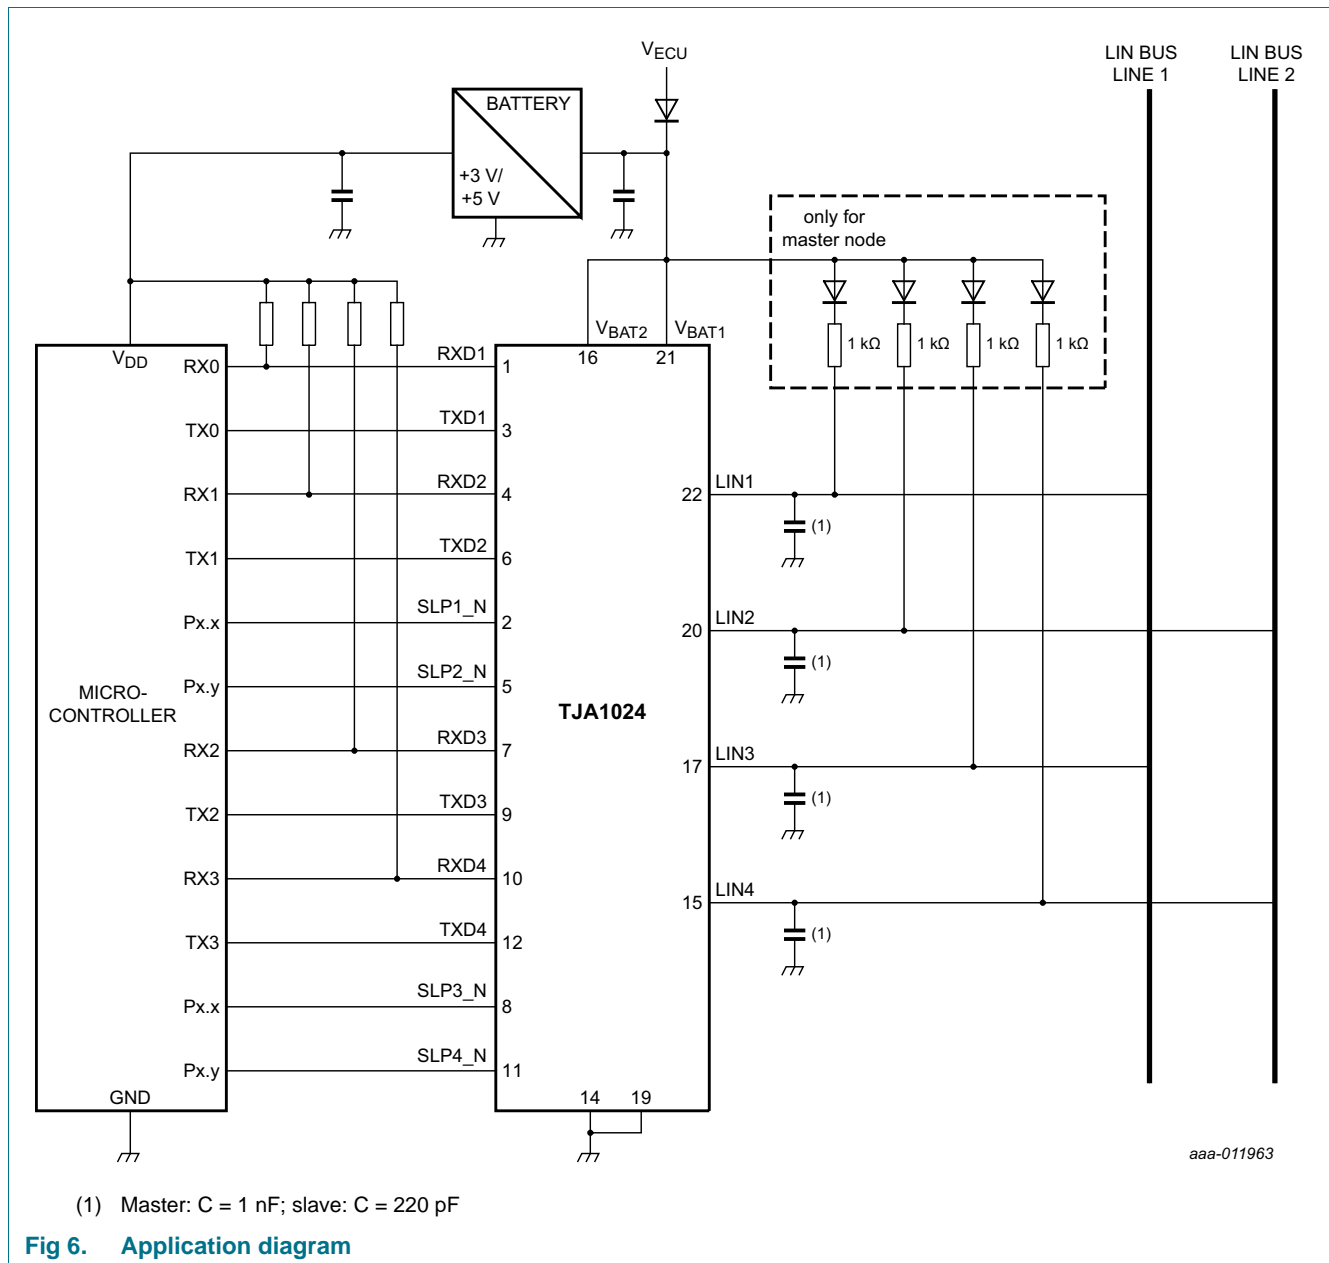 V_ECU
LIN BUS
LINE 1
LIN BUS
LINE 2
BATTERY
+3 V/
+5 V
only for
master node
1 kΩ
1 kΩ
1 kΩ
1 kΩ
V_DD
V_BAT2
V_BAT1
16
21
RX0
RXD1
1
TX0
TXD1
3
RX1
RXD2
4
22
LIN1
(1)
TX1
TXD2
6
Px.x
SLP1_N
2
20
LIN2
(1)
Px.y
SLP2_N
5
MICRO-
CONTROLLER
TJA1024
RX2
RXD3
7
17
LIN3
(1)
TX2
TXD3
9
RX3
RXD4
10
15
LIN4
(1)
TX3
TXD4
12
Px.x
SLP3_N
8
Px.y
SLP4_N
11
GND
14
19
aaa-011963
(1) Master: C = 1 nF; slave: C = 220 pF
Fig 6. Application diagram